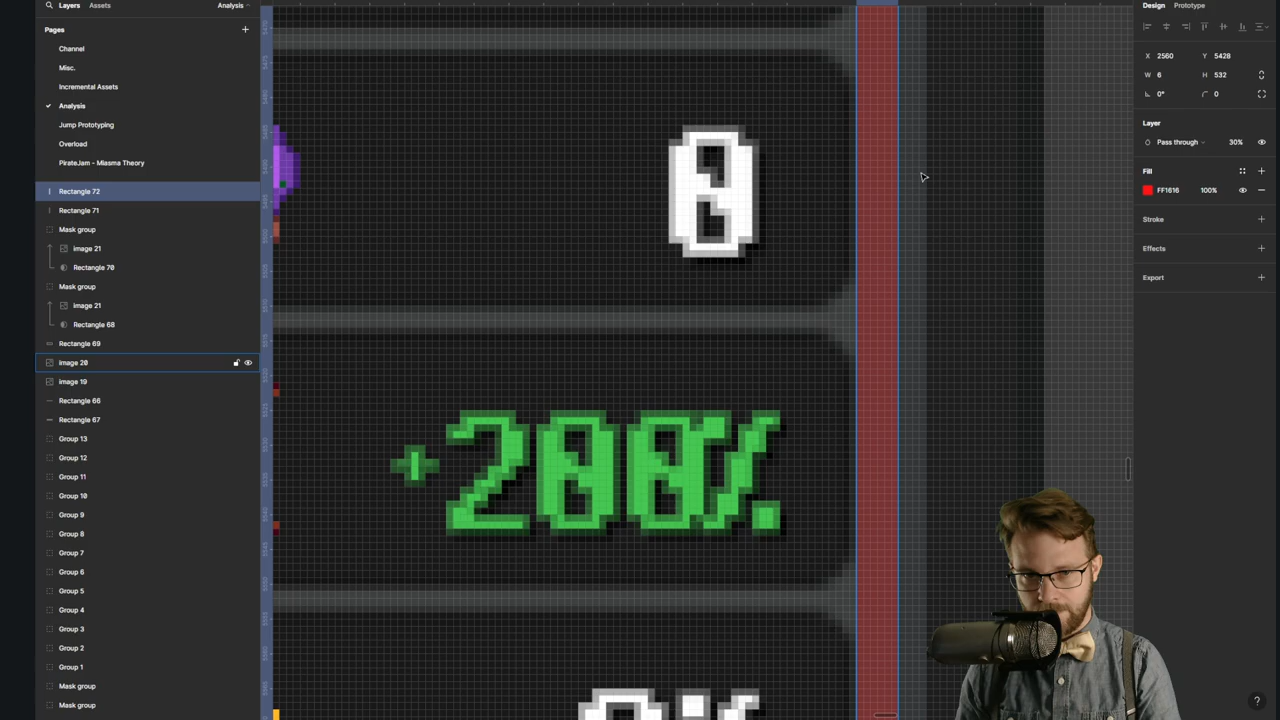 Layers Assets Analysis
Design Prototype
Pages
Channel
Misc.
Incremental Assets
Analysis
Jump Prototyping
Overload
PirateJam - Miasma Theory
Rectangle 72
Rectangle 71
Mask group
image 21
Rectangle 70
Mask group
image 21
Rectangle 68
Rectangle 69
image 20
image 19
Rectangle 66
Rectangle 67
Group 13
Group 12
Group 11
Group 10
Group 9
Group 8
Group 7
Group 6
Group 5
Group 4
Group 3
Group 2
Group 1
Mask group
Mask group
0
+200%
X 2560 Y 5428
W 6 H 532
0° 0
Layer
Pass through 30%
Fill
FF1616 100%
Stroke
Effects
Export
?